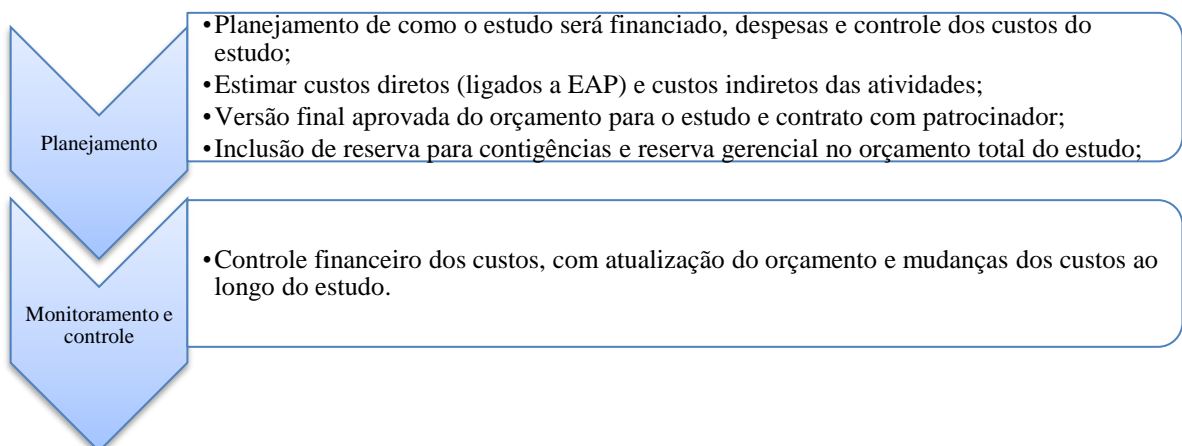 Planejamento
•Planejamento de como o estudo será financiado, despesas e controle dos custos do
estudo;
•Estimar custos diretos (ligados a EAP) e custos indiretos das atividades;
•Versão final aprovada do orçamento para o estudo e contrato com patrocinador;
•Inclusão de reserva para contigências e reserva gerencial no orçamento total do estudo;
Monitoramento e
controle
•Controle financeiro dos custos, com atualização do orçamento e mudanças dos custos ao
longo do estudo.